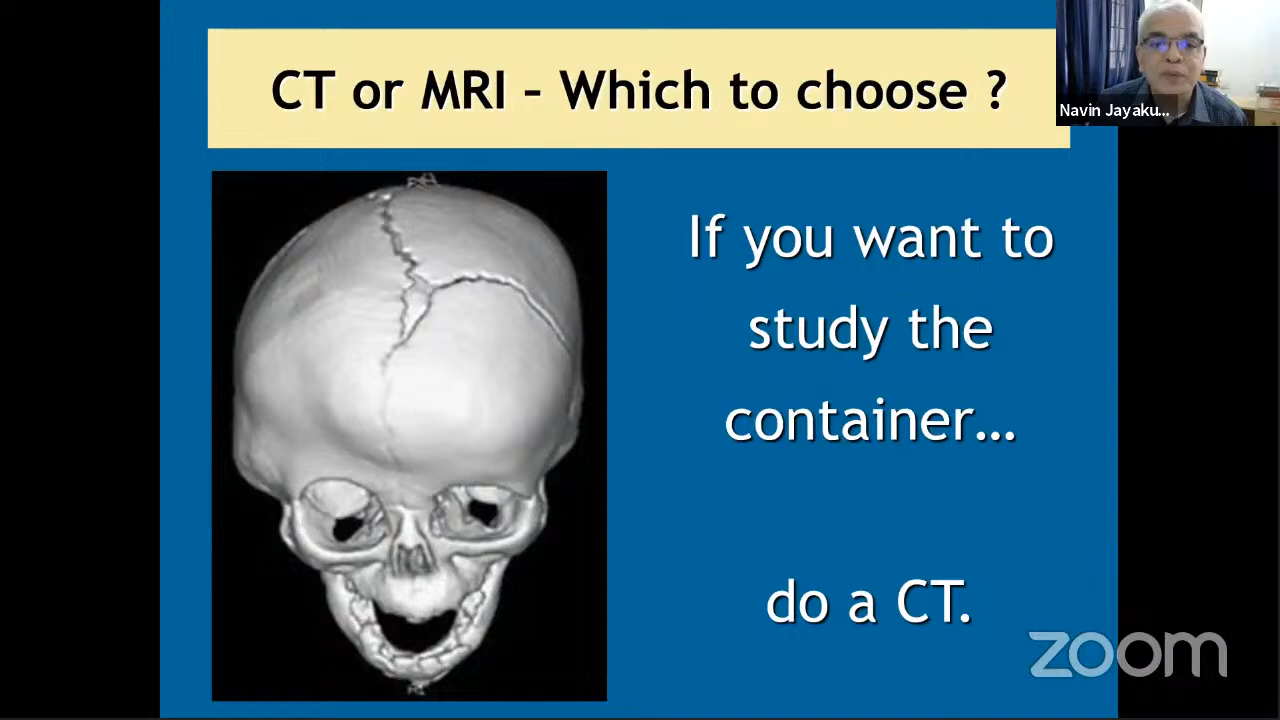 CT or MRI – Which to choose ?
Navin Jayaku...
If you want to
study the
container...
do a CT.
zoom